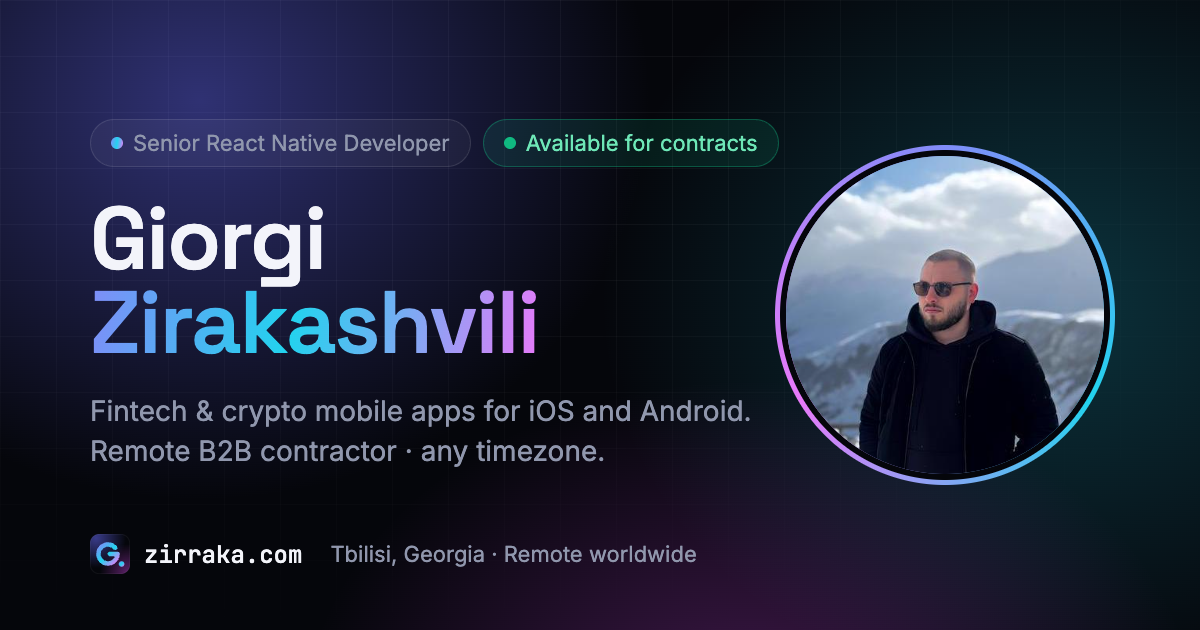 Senior React Native Developer
Available for contracts
Giorgi
Zirakashvili
Fintech & crypto mobile apps for iOS and Android.
Remote B2B contractor · any timezone.
G. zirraka.com
Tbilisi, Georgia · Remote worldwide